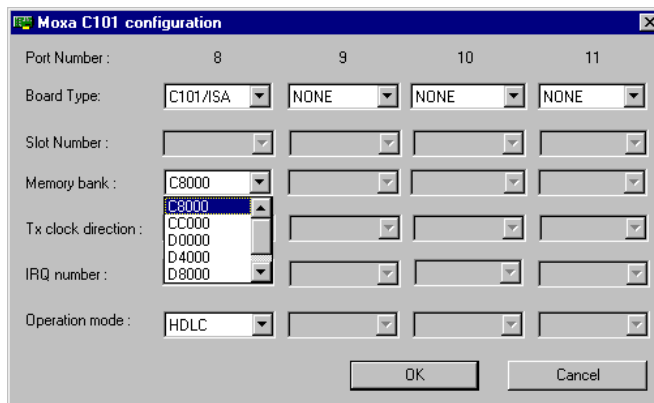 Moxa C101 configuration
Port Number : 8 9 10 11
Board Type: C101/ISA NONE NONE NONE
Slot Number :
Memory bank : C8000
C8000
CC000
D0000
Tx clock direction :
D4000
D8000
IRQ number :
Operation mode : HDLC
OK Cancel